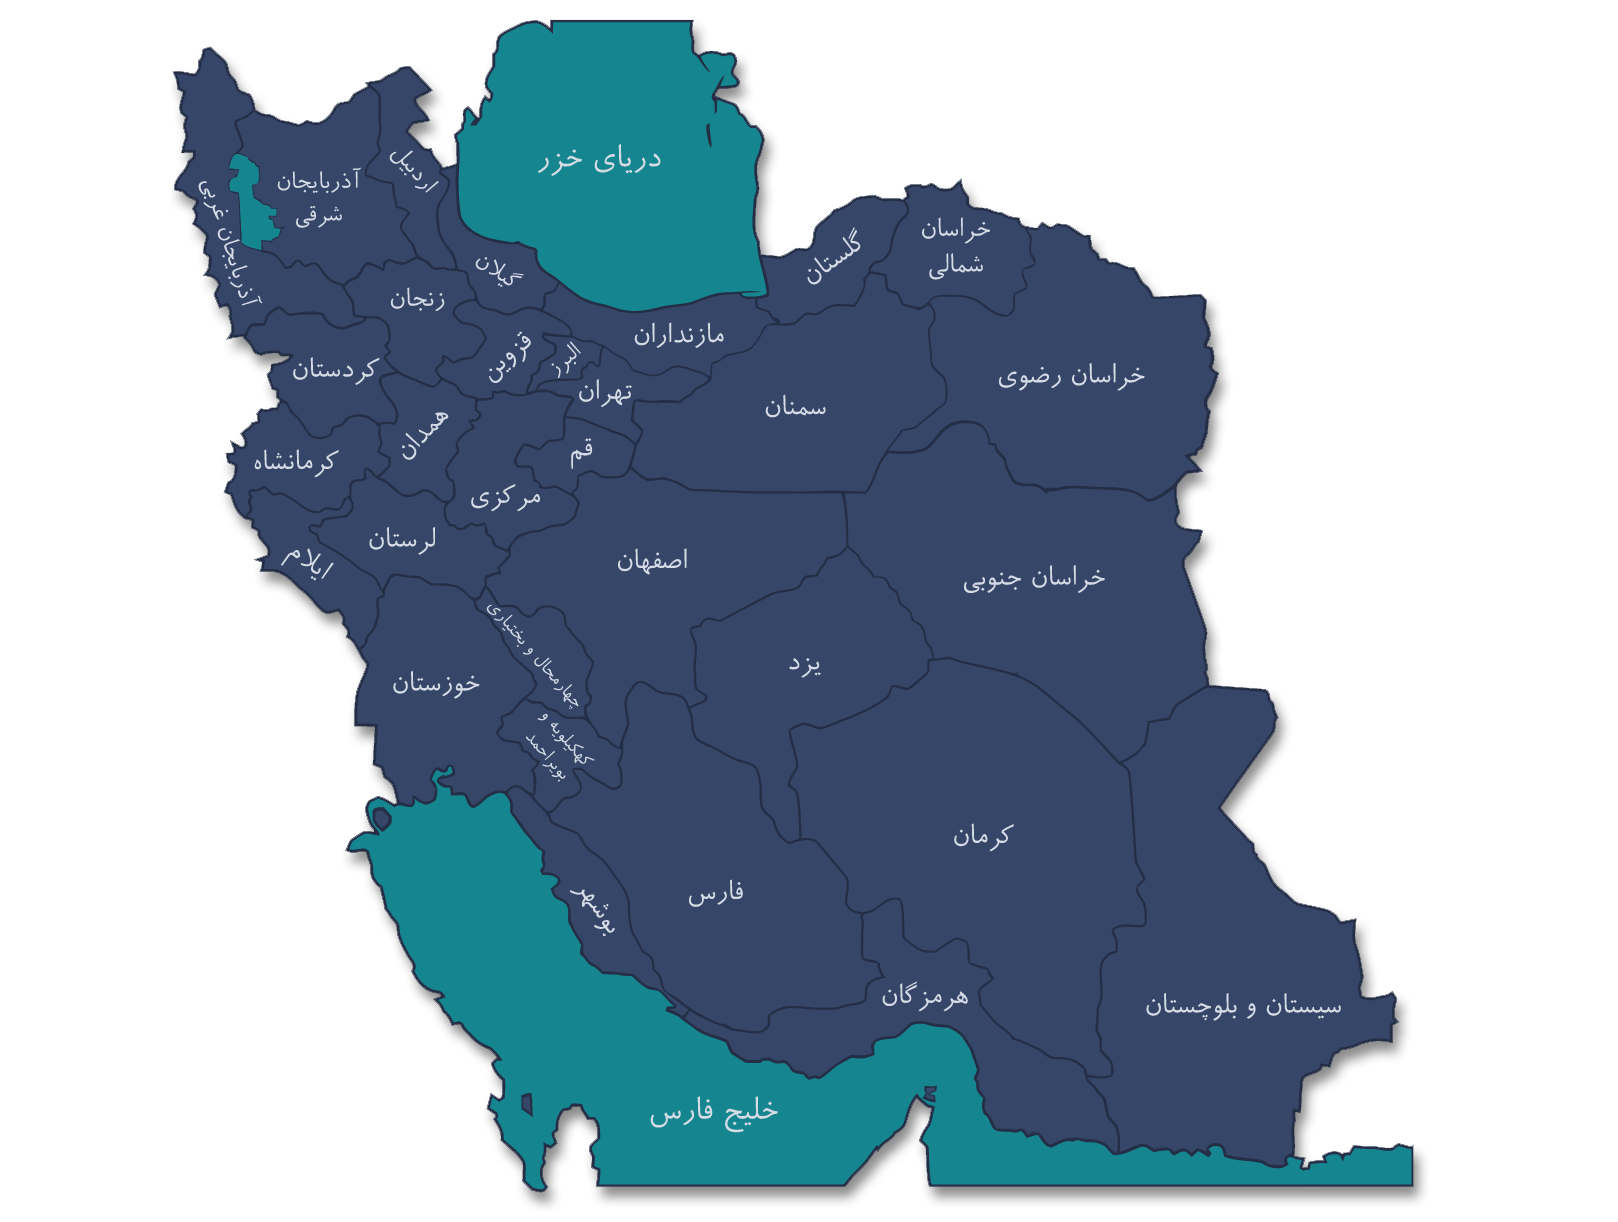 دریای خزر
اردبیل
آذربایجان
شرقی
آذربایجان غربی
گیلان
زنجان
گلستان
خراسان
شمالی
مازنداران
قزوین
البرز
تهران
کردستان
خراسان رضوی
سمنان
همدان
قم
کرمانشاه
مرکزی
لرستان
ایلام
اصفهان
خراسان جنوبی
چهارمحال و بختیاری
یزد
خوزستان
کهکیلویه و
بویراحمد
کرمان
فارس
بوشهر
هرمزگان
سیستان و بلوچستان
خلیج فارس